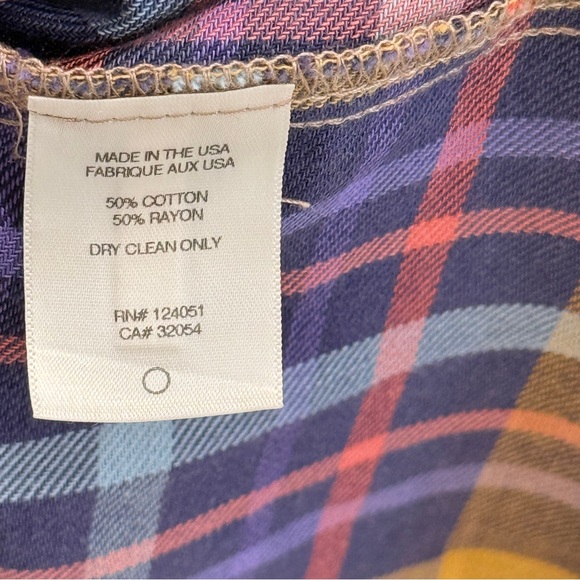 MADE IN THE USA
FABRIQUE AUX USA
50% COTTON
50% RAYON
DRY CLEAN ONLY
RN# 124051
CA# 32054